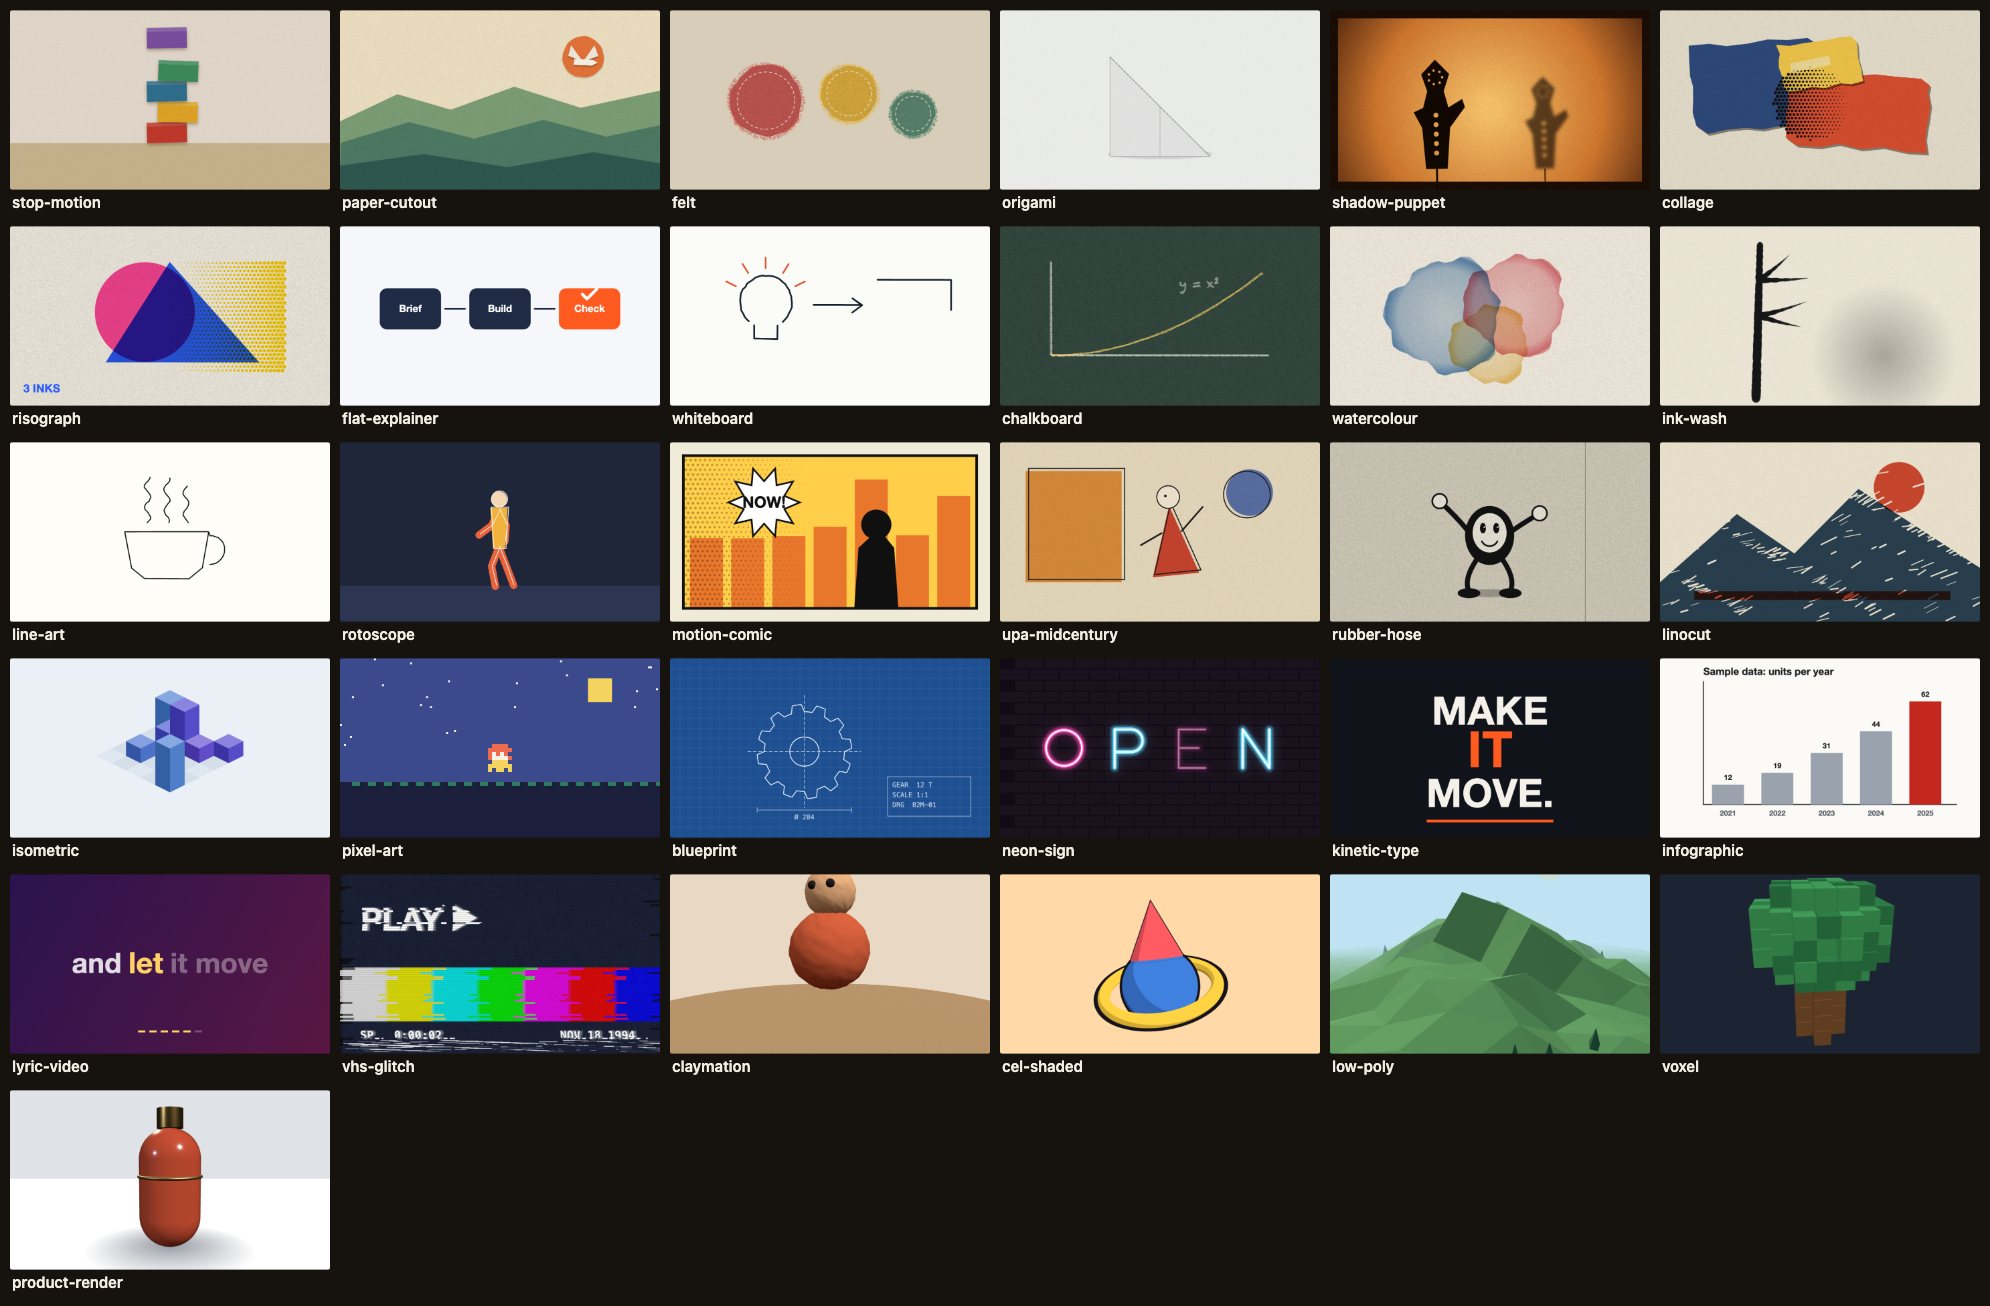 stop-motion
paper-cutout
felt
origami
shadow-puppet
collage
3 INKS
Brief
Build
Check
y = x²
risograph
flat-explainer
whiteboard
chalkboard
watercolour
ink-wash
NOW!
line-art
rotoscope
motion-comic
upa-midcentury
rubber-hose
linocut
GEAR 12 T
SCALE 1:1
DRG B2M-01
Ø 284
OPEN
MAKE
IT
MOVE.
Sample data: units per year
12
19
31
44
62
2021
2022
2023
2024
2025
isometric
pixel-art
blueprint
neon-sign
kinetic-type
infographic
and let it move
PLAY
SP 0:00:02
NOV 18 1994
lyric-video
vhs-glitch
claymation
cel-shaded
low-poly
voxel
product-render